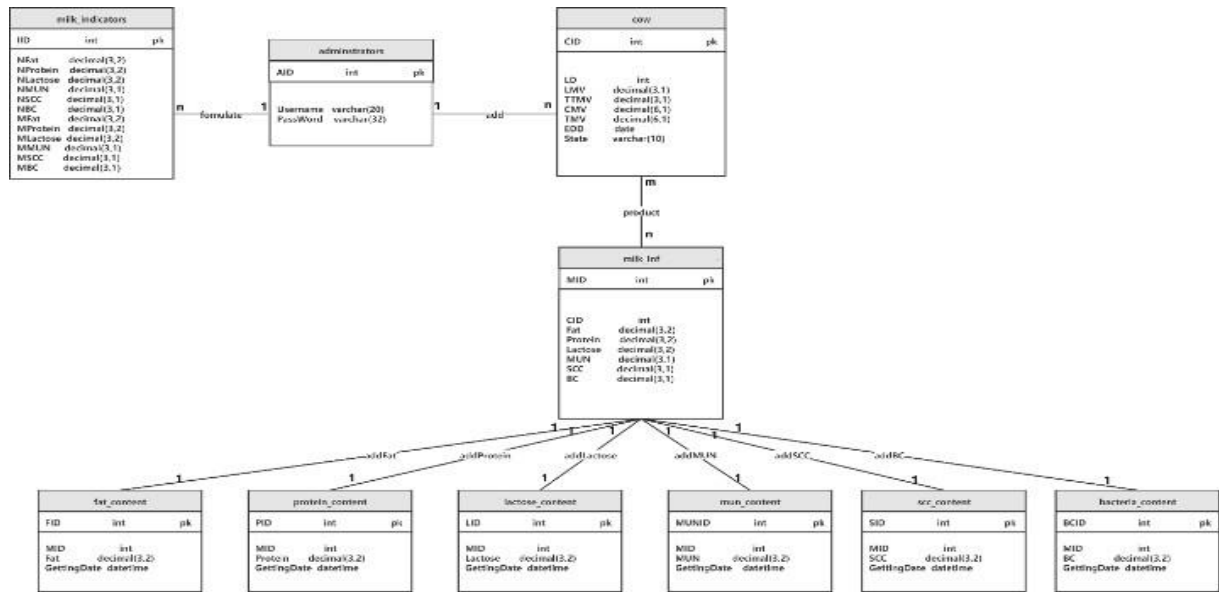 milk_indicators
IID int pk
NFat decimal(3,2)
NProtein decimal(3,2)
NLactose decimal(3,2)
NMUN decimal(3,1)
NSCC decimal(3,1)
NBC decimal(3,1)
MFat decimal(3,2)
MProtein decimal(3,2)
MLactose decimal(3,2)
MMUN decimal(3,1)
MSCC decimal(3,1)
MBC decimal(3,1)
n fomulate 1
adminstrators
AID int pk
Username varchar(20)
PassWord varchar(32)
1 add n
cow
CID int pk
LD int
LMV decimal(3,1)
TTMV decimal(3,1)
CMV decimal(6,1)
TMV decimal(6,1)
EDD date
State varchar(10)
m
product
n
milk_inf
MID int pk
CID int
Fat decimal(3,2)
Protein decimal(3,2)
Lactose decimal(3,2)
MUN decimal(3,1)
SCC decimal(3,1)
BC decimal(3,1)
1 1 1 1 1 1
addFat addProtein addLactose addMUN addSCC addBC
1 1 1 1 1 1
fat_content
FID int pk
MID int
Fat decimal(3,2)
GettingDate datetime
protein_content
PID int pk
MID int
Protein decimal(3,2)
GettingDate datetime
lactose_content
LID int pk
MID int
Lactose decimal(3,2)
GettingDate datetime
mun_content
MUNID int pk
MID int
MUN decimal(3,2)
GettingDate datetime
scc_content
SID int pk
MID int
SCC decimal(3,2)
GettingDate datetime
bacteria_content
BCID int pk
MID int
BC decimal(3,2)
GettingDate datetime